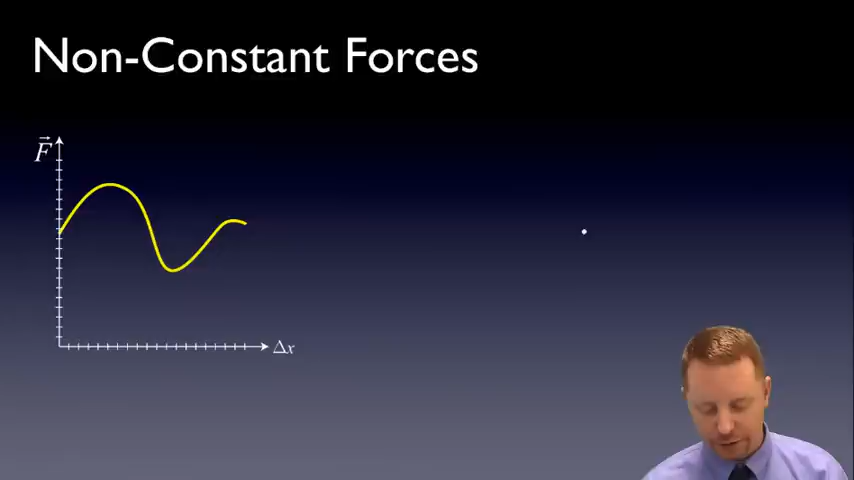 Non-Constant Forces
F⃗
Δx